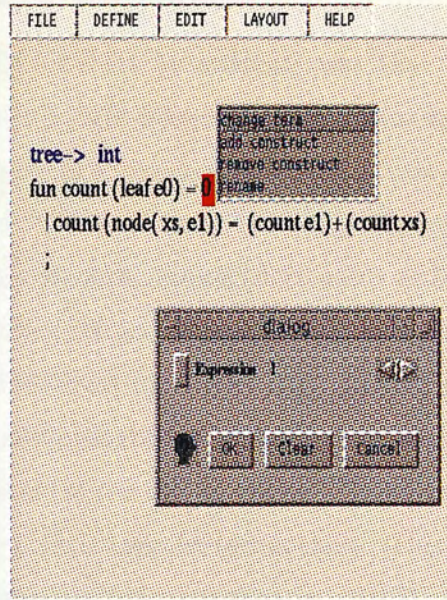 FILE DEFINE EDIT LAYOUT HELP
change term
add construct
remove construct
rename
tree-> int
fun count (leaf e0) = 0
| count (node( xs, e1)) = (count e1)+(count xs)
;
dialog
Expression 1
OK Clear Cancel